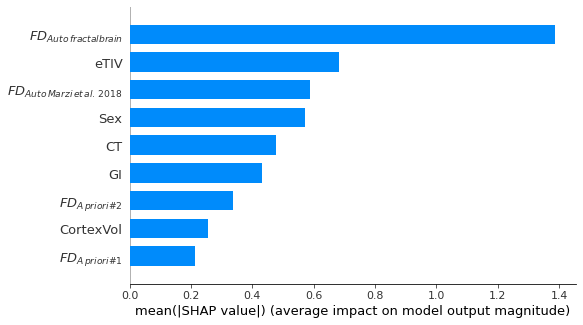 FD_Auto fractalbrain
eTIV
FD_Auto Marzi et al. 2018
Sex
CT
GI
FD_A priori#2
CortexVol
FD_A priori#1
0.0 0.2 0.4 0.6 0.8 1.0 1.2 1.4
mean(|SHAP value|) (average impact on model output magnitude)